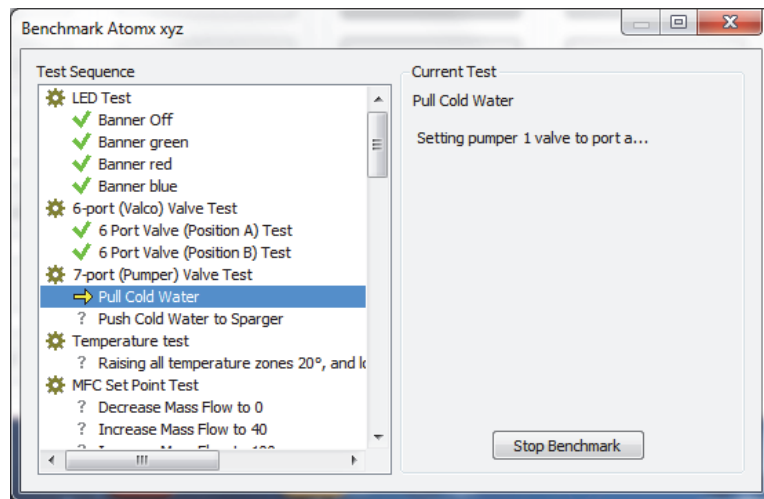 Benchmark Atomx xyz
Test Sequence
LED Test
Banner Off
Banner green
Banner red
Banner blue
6-port (Valco) Valve Test
6 Port Valve (Position A) Test
6 Port Valve (Position B) Test
7-port (Pumper) Valve Test
Pull Cold Water
? Push Cold Water to Sparger
Temperature test
? Raising all temperature zones 20°, and lo
MFC Set Point Test
? Decrease Mass Flow to 0
? Increase Mass Flow to 40
Current Test
Pull Cold Water
Setting pumper 1 valve to port a...
Stop Benchmark